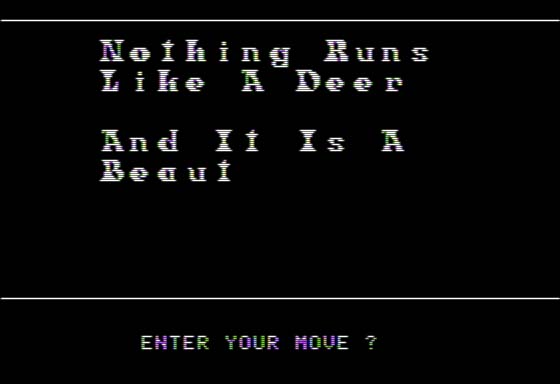 Nothing Runs
Like A Deer
And It Is A
Beaut
ENTER YOUR MOVE ?